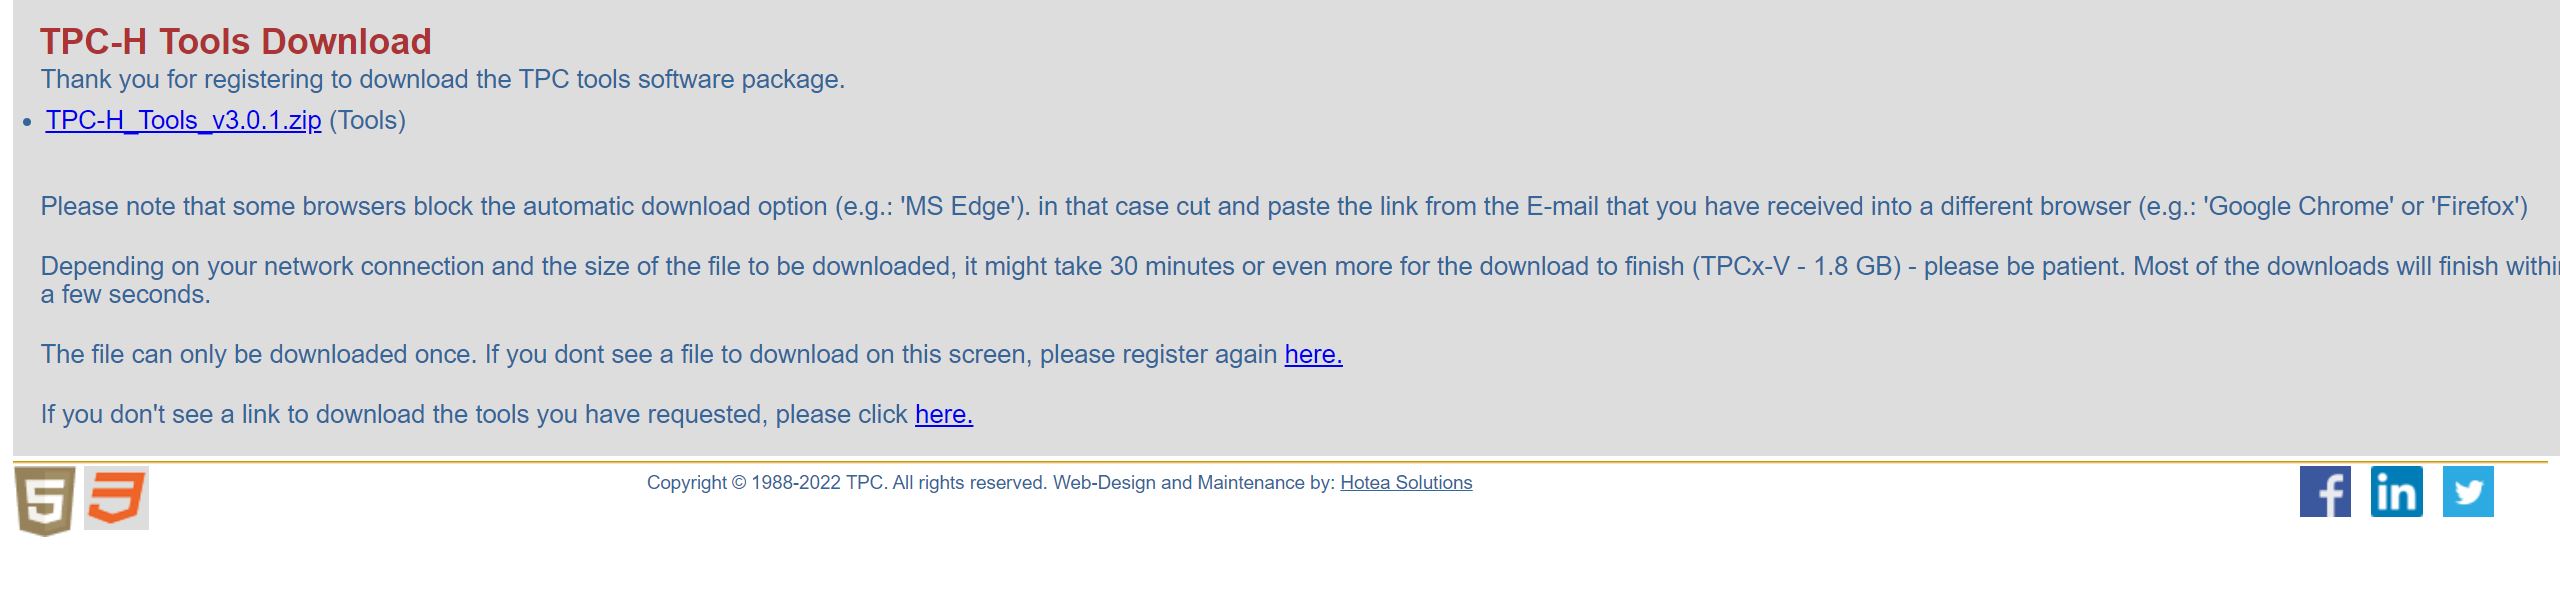 TPC-H Tools Download
Thank you for registering to download the TPC tools software package.
• TPC-H_Tools_v3.0.1.zip (Tools)
Please note that some browsers block the automatic download option (e.g.: 'MS Edge'). in that case cut and paste the link from the E-mail that you have received into a different browser (e.g.: 'Google Chrome' or 'Firefox')
Depending on your network connection and the size of the file to be downloaded, it might take 30 minutes or even more for the download to finish (TPCx-V - 1.8 GB) - please be patient. Most of the downloads will finish withi
a few seconds.
The file can only be downloaded once. If you dont see a file to download on this screen, please register again here.
If you don't see a link to download the tools you have requested, please click here.
Copyright © 1988-2022 TPC. All rights reserved. Web-Design and Maintenance by: Hotea Solutions